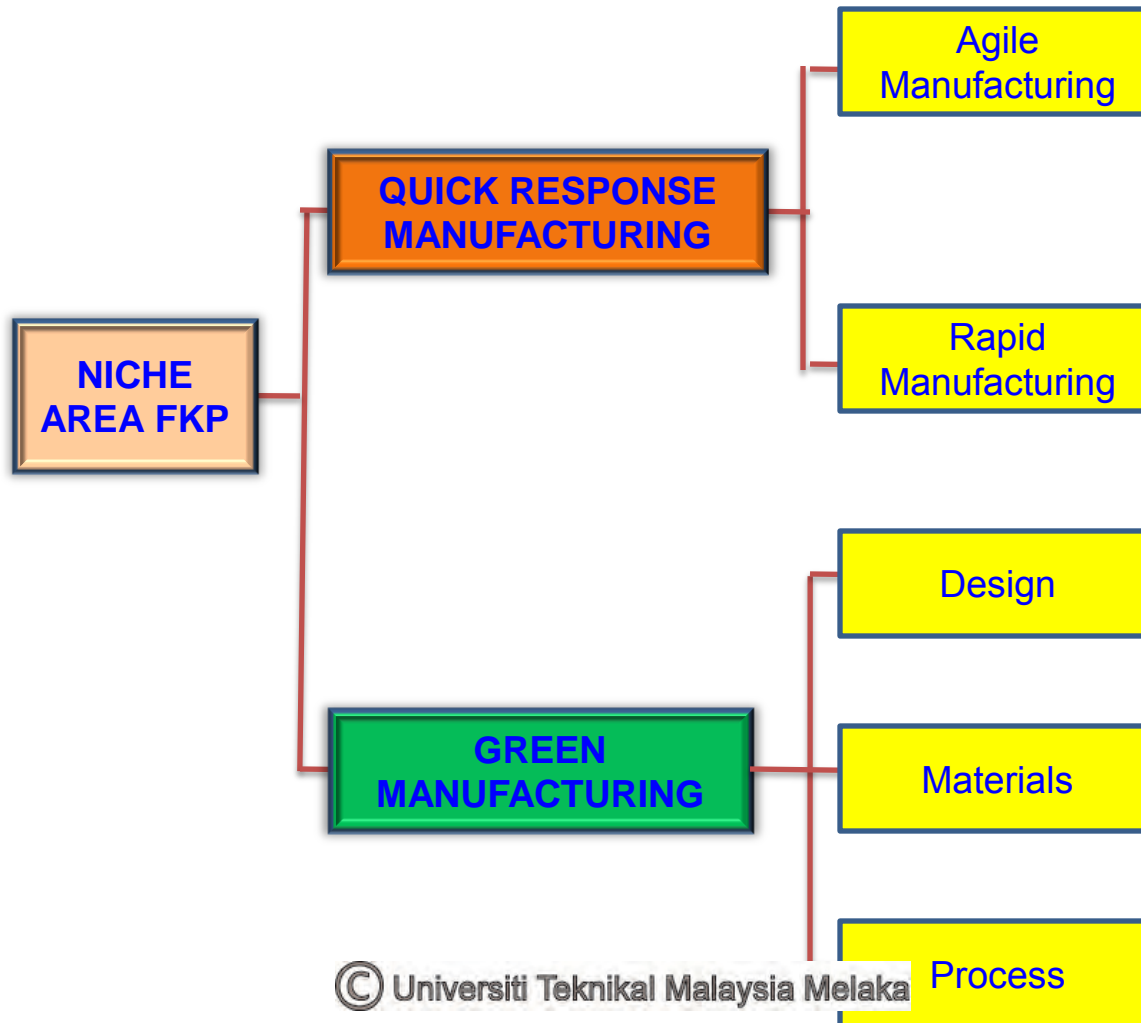 NICHE
AREA FKP
QUICK RESPONSE
MANUFACTURING
Agile
Manufacturing
Rapid
Manufacturing
GREEN
MANUFACTURING
Design
Materials
Process
© Universiti Teknikal Malaysia Melaka